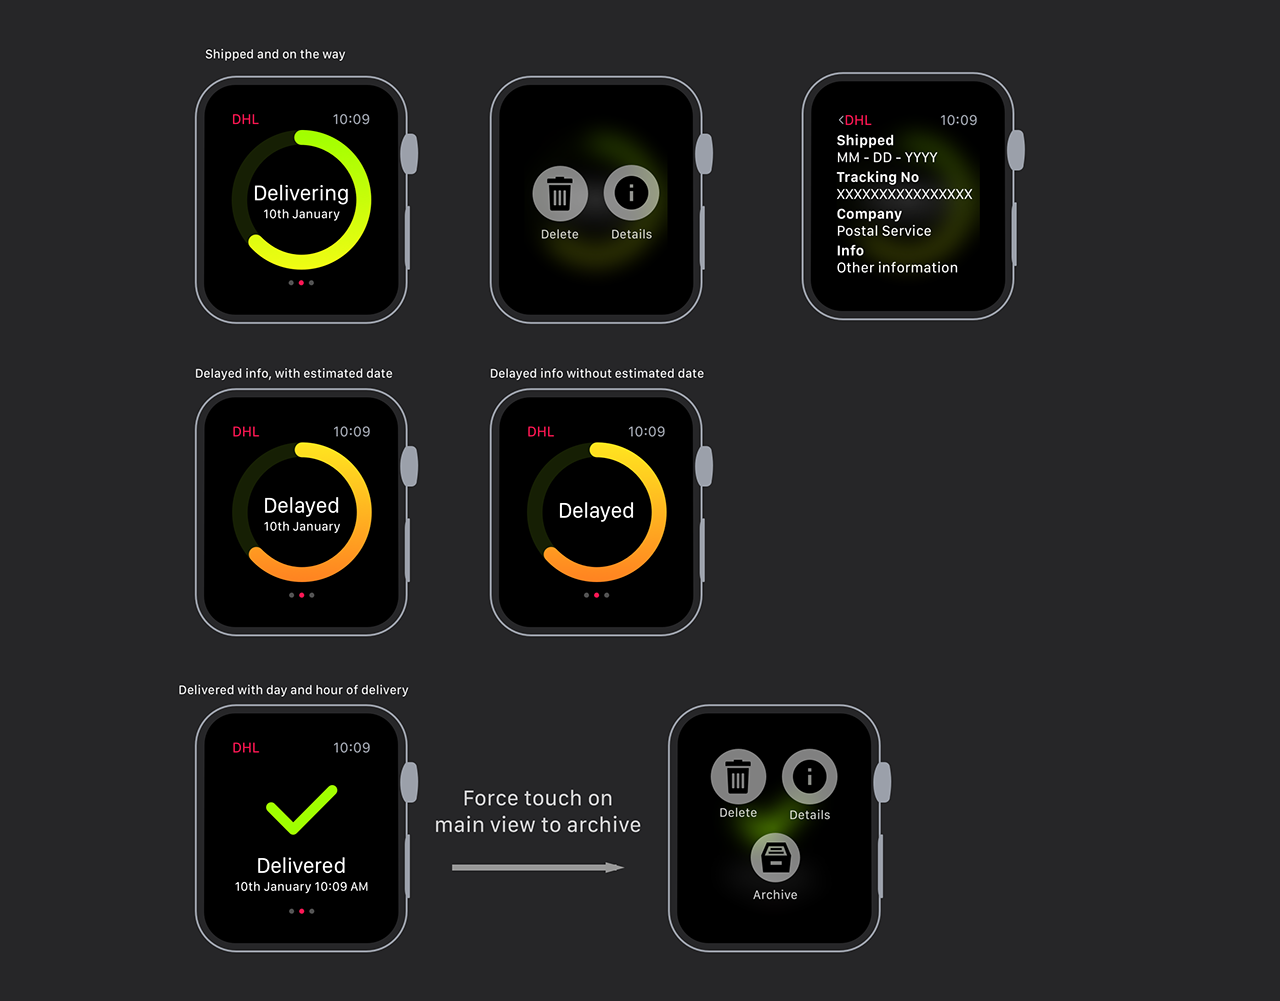 Shipped and on the way
DHL 10:09
Delivering
10th January
Delete Details
<DHL 10:09
Shipped
MM - DD - YYYY
Tracking No
XXXXXXXXXXXXXXXX
Company
Postal Service
Info
Other information
Delayed info, with estimated date
DHL 10:09
Delayed
10th January
Delayed info without estimated date
DHL 10:09
Delayed
Delivered with day and hour of delivery
DHL 10:09
Delivered
10th January 10:09 AM
Force touch on
main view to archive
Delete Details
Archive